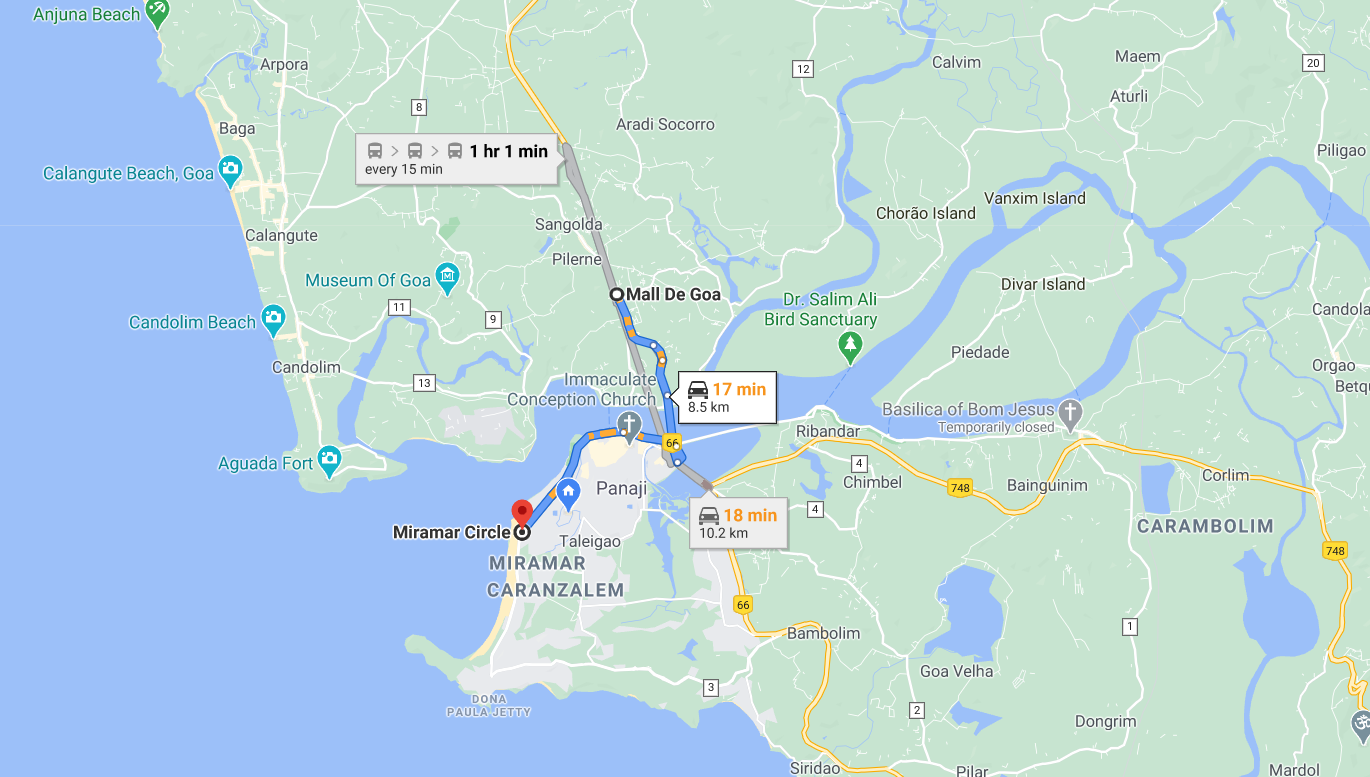 Anjuna Beach
Arpora
12
Calvim
Maem
20
8
Aturli
Baga
Aradi Socorro
1 hr 1 min
every 15 min
Piligao
Calangute Beach, Goa
Vanxim Island
Chorão Island
Sangolda
Calangute
Pilerne
Museum Of Goa
Divar Island
Mall De Goa
Dr. Salim Ali
Bird Sanctuary
11
9
Candola
Candolim Beach
Piedade
Candolim
Orgao
13
Immaculate
Conception Church
17 min
8.5 km
Betq
Basilica of Bom Jesus
Temporarily closed
Ribandar
66
Aguada Fort
4
Chimbel
Corlim
748
Bainguinim
Panaji
4
18 min
10.2 km
CARAMBOLIM
Miramar Circle
Taleigao
748
MIRAMAR
CARANZALEM
66
1
Bambolim
Goa Velha
3
DONA
PAULA JETTY
2
Dongrim
Siridao
Pilar
Mardol